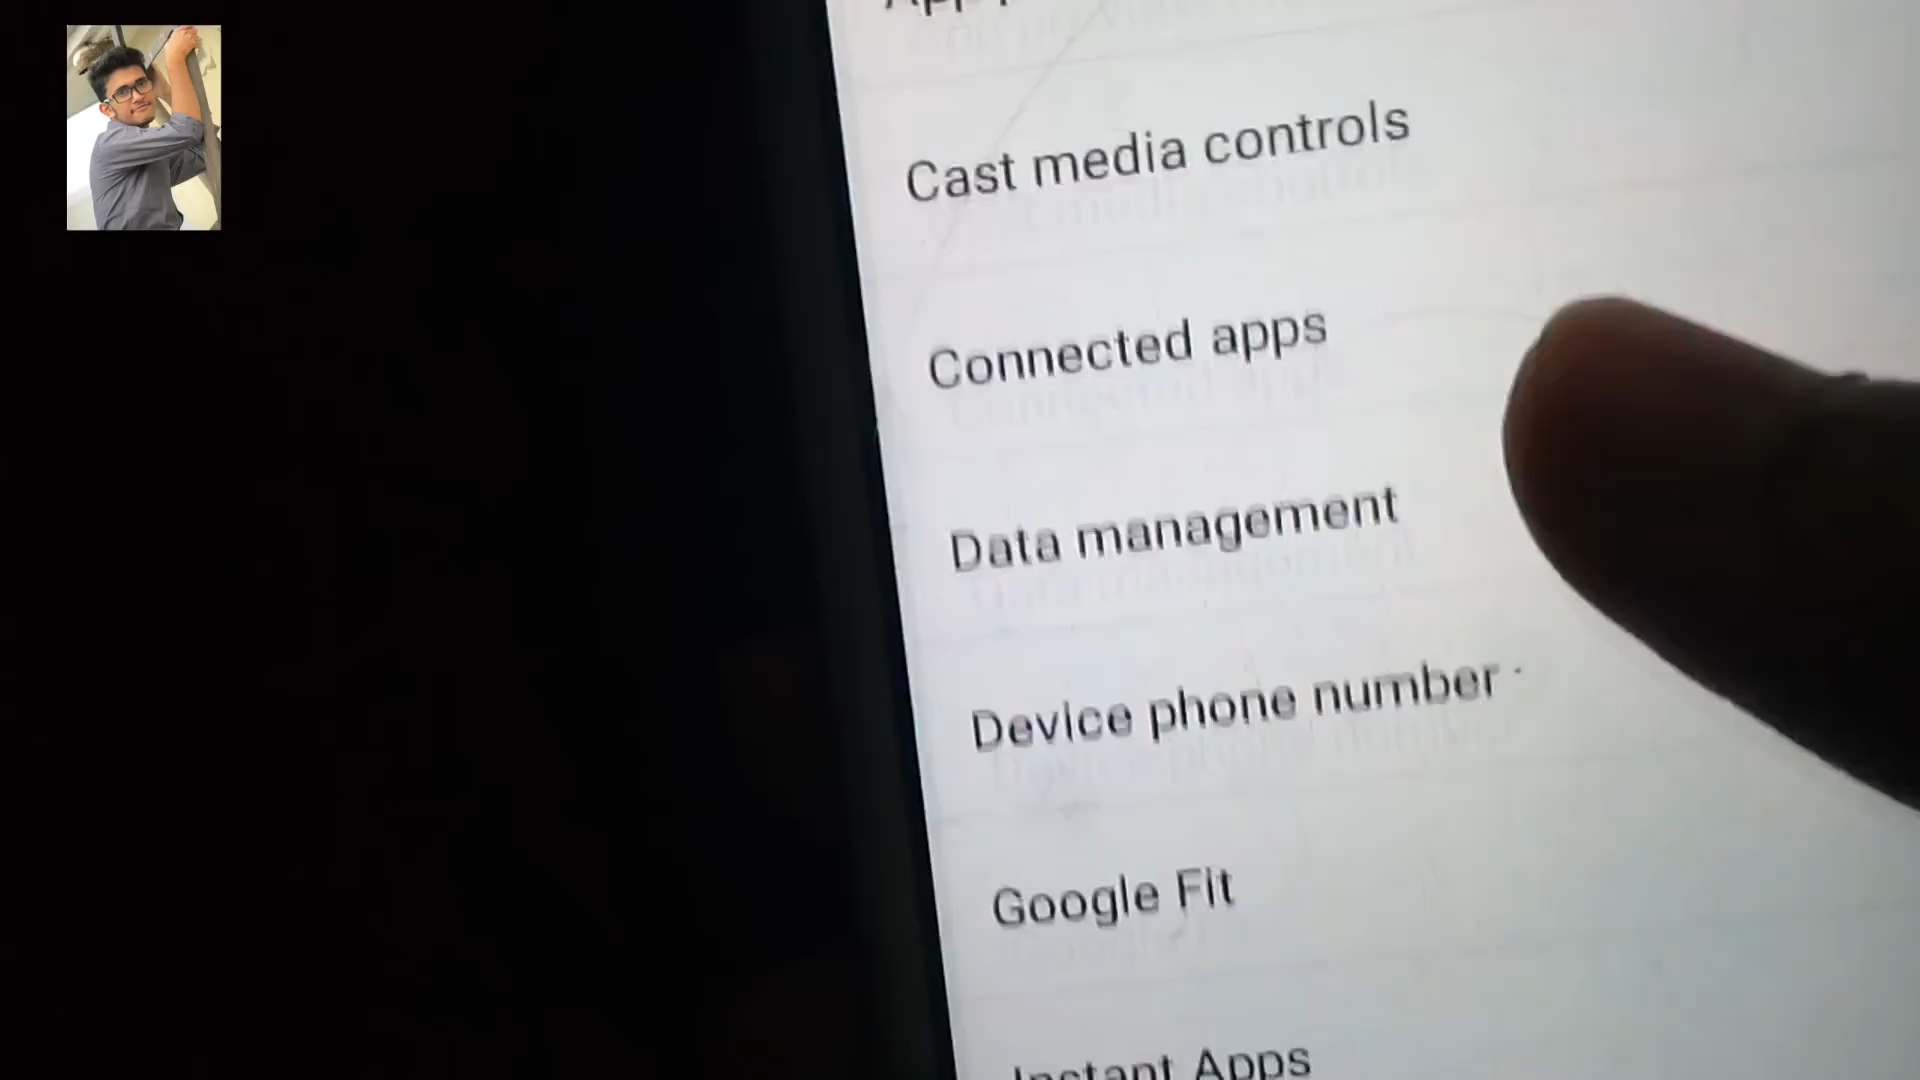 Cast media controls
Connected apps
Data management
Device phone number
Google Fit
Instant Apps